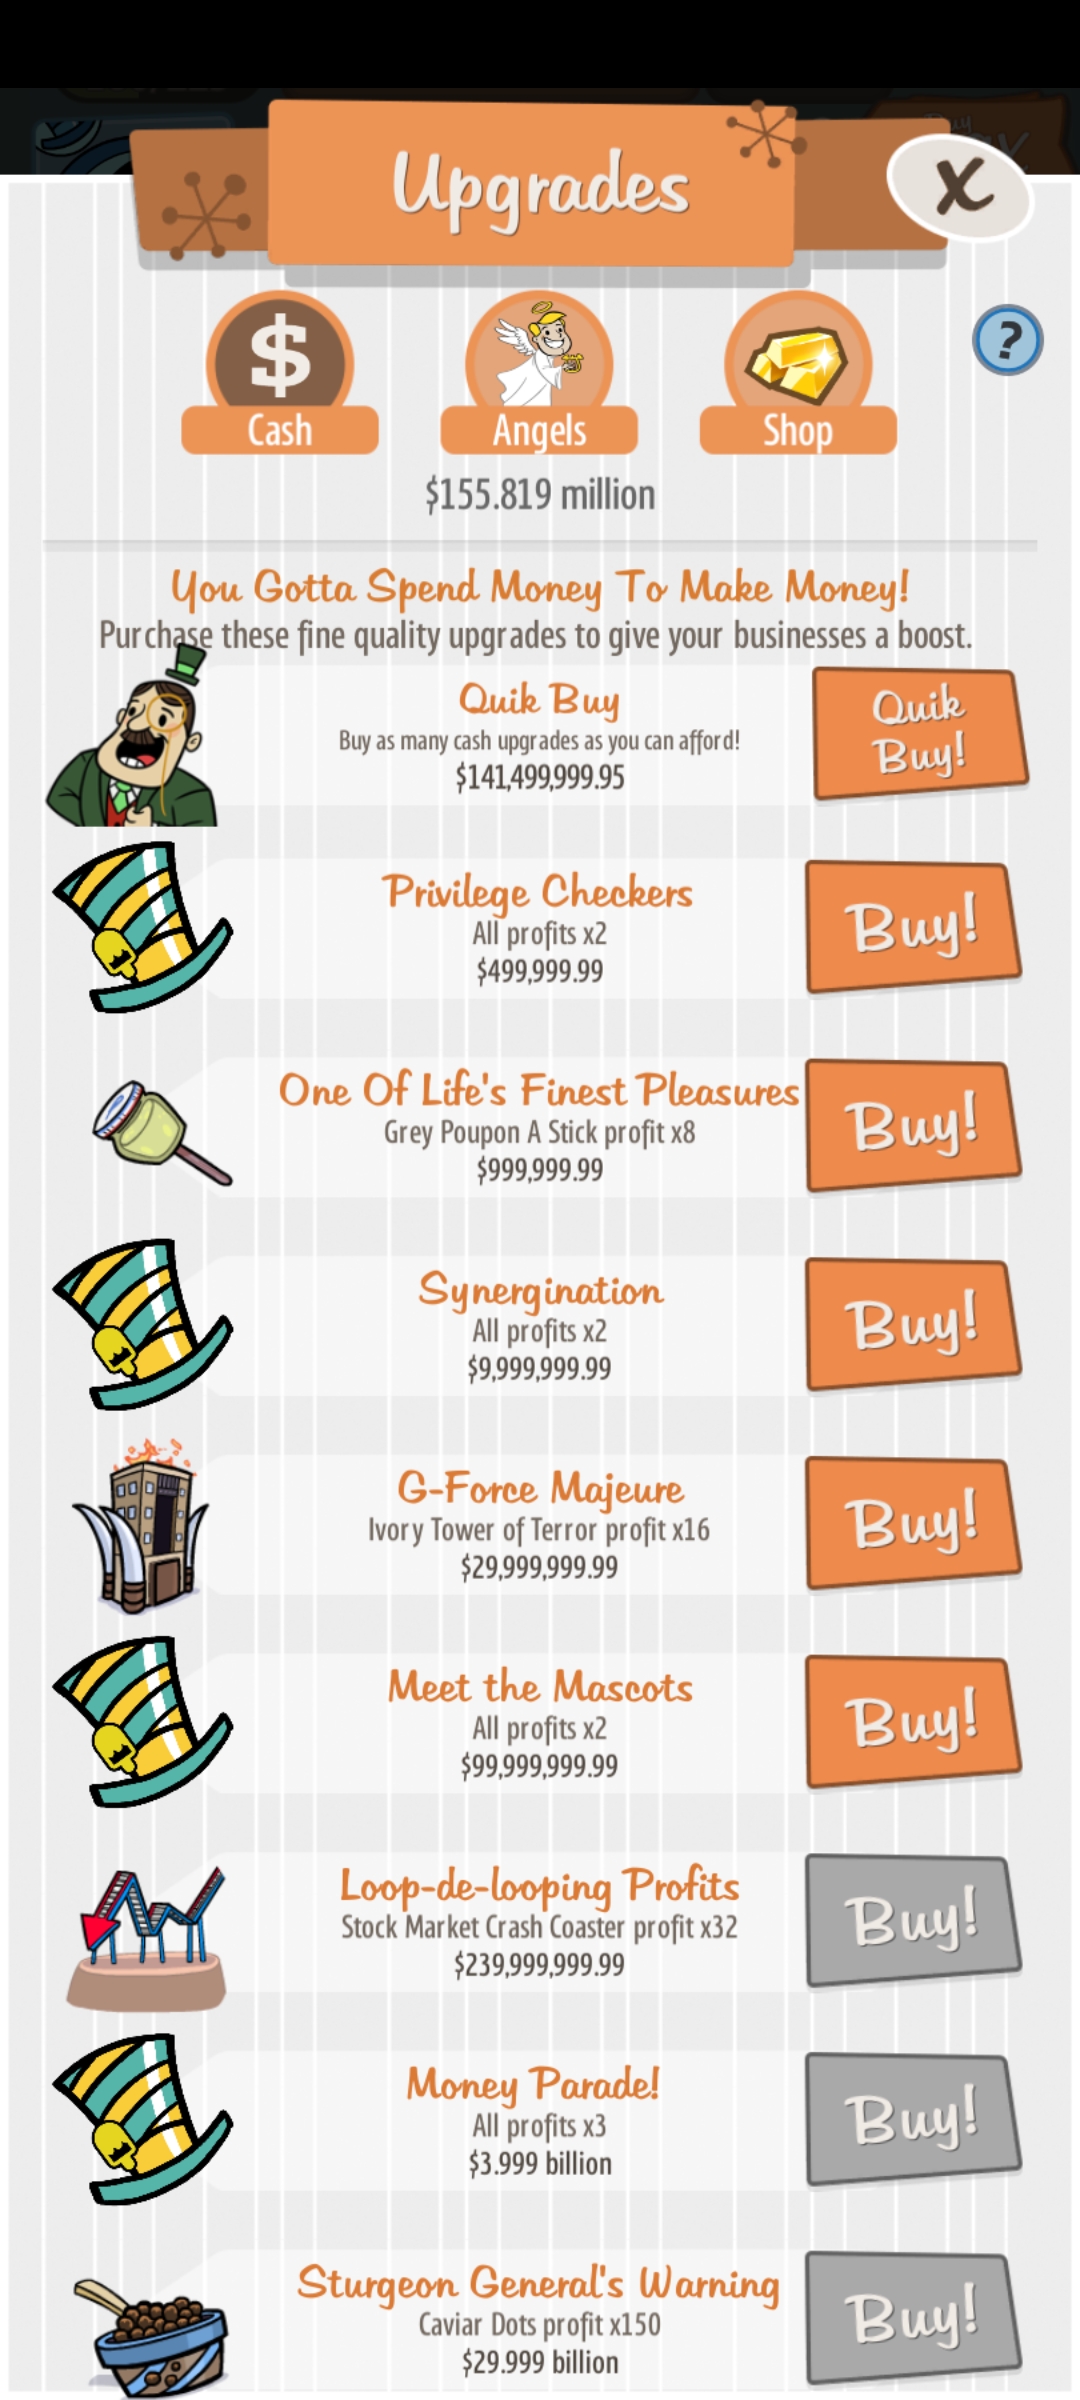 Upgrades
X
$
?
Cash
Angels
Shop
$155.819 million
You Gotta Spend Money To Make Money!
Purchase these fine quality upgrades to give your businesses a boost.
Quik Buy
Buy as many cash upgrades as you can afford!
$141,499,999.95
Quik
Buy!
Privilege Checkers
All profits x2
$499,999.99
Buy!
One Of Life's Finest Pleasures
Grey Poupon A Stick profit x8
$999,999.99
Buy!
Synergination
All profits x2
$9,999,999.99
Buy!
G-Force Majeure
Ivory Tower of Terror profit x16
$29,999,999.99
Buy!
Meet the Mascots
All profits x2
$99,999,999.99
Buy!
Loop-de-looping Profits
Stock Market Crash Coaster profit x32
$239,999,999.99
Buy!
Money Parade!
All profits x3
$3.999 billion
Buy!
Sturgeon General's Warning
Caviar Dots profit x150
$29.999 billion
Buy!